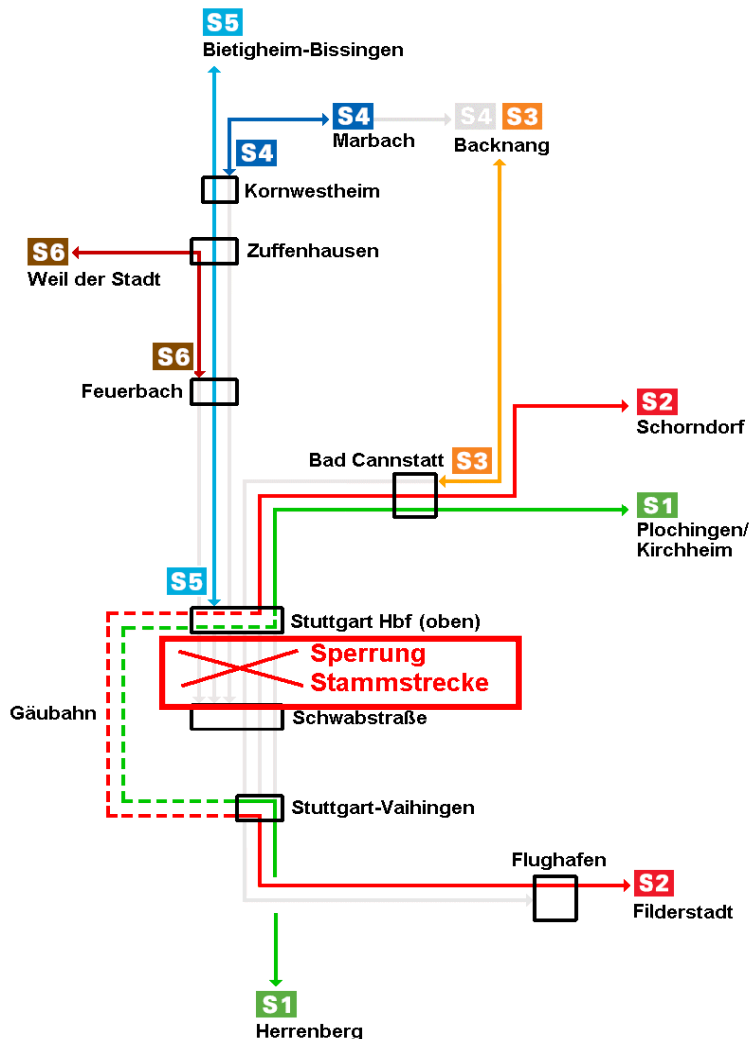 S5
Bietigheim-Bissingen
S4
Marbach
S4 S3
Backnang
S4
Kornwestheim
S6
Weil der Stadt
Zuffenhausen
S6
Feuerbach
S2
Schorndorf
Bad Cannstatt S3
S1
Plochingen/
Kirchheim
S5
Stuttgart Hbf (oben)
Sperrung
Stammstrecke
Gäubahn
Schwabstraße
Stuttgart-Vaihingen
Flughafen
S2
Filderstadt
S1
Herrenberg